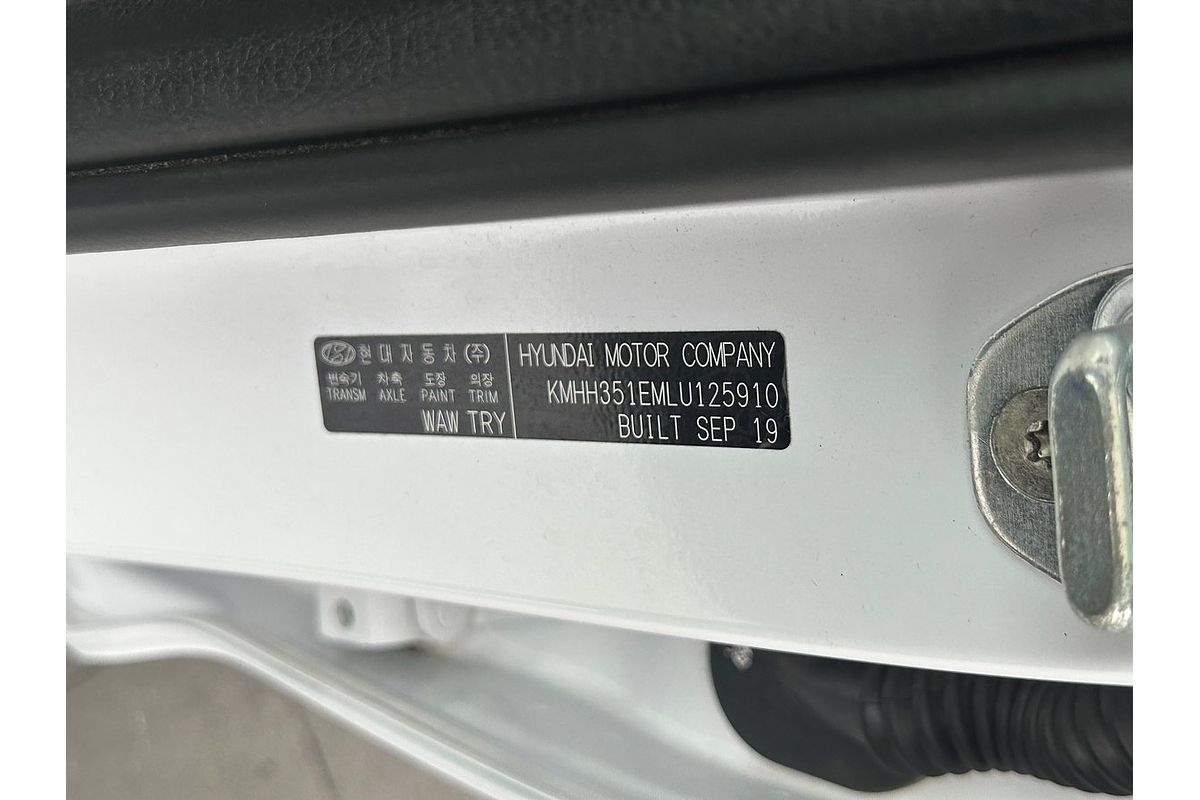 현대자동차(주)
변속기 차축 도장 의장
TRANSM AXLE PAINT TRIM
WAW TRY
HYUNDAI MOTOR COMPANY
KMHH351EMLU125910
BUILT SEP 19